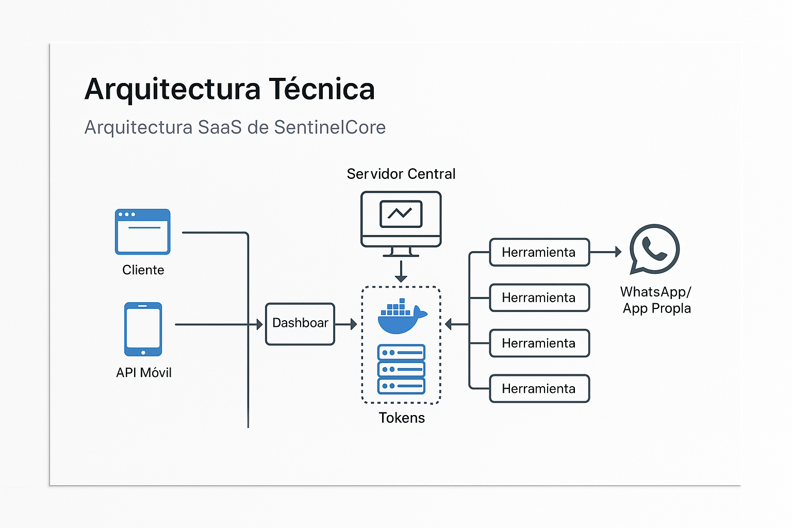 Arquitectura Técnica
Arquitectura SaaS de SentinelCore
Servidor Central
Cliente
API Móvil
Dashboar
Tokens
Herramienta
Herramienta
Herramienta
Herramienta
WhatsApp/
App Propla